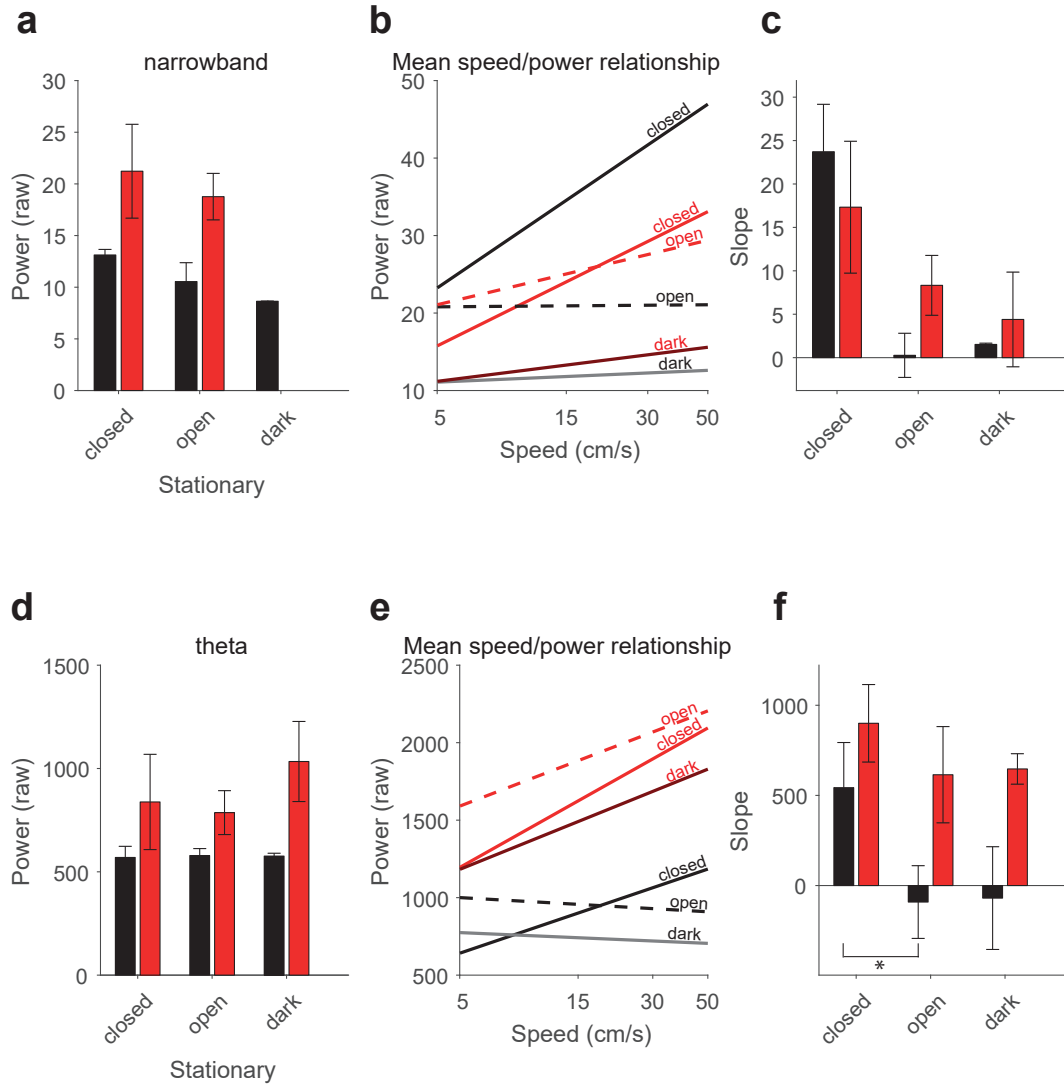 a
narrowband
Power (raw)
30
25
20
15
10
5
0
closed
open
dark
Stationary
b
Mean speed/power relationship
Power (raw)
50
40
30
20
10
closed
closed
open
open
dark
dark
5
15
30
50
Speed (cm/s)
c
Slope
30
25
20
15
10
5
0
closed
open
dark
d
theta
Power (raw)
1500
1000
500
0
closed
open
dark
Stationary
e
Mean speed/power relationship
Power (raw)
2500
2000
1500
1000
500
open
closed
dark
closed
open
dark
5
15
30
50
Speed (cm/s)
f
Slope
1000
500
0
*
closed
open
dark